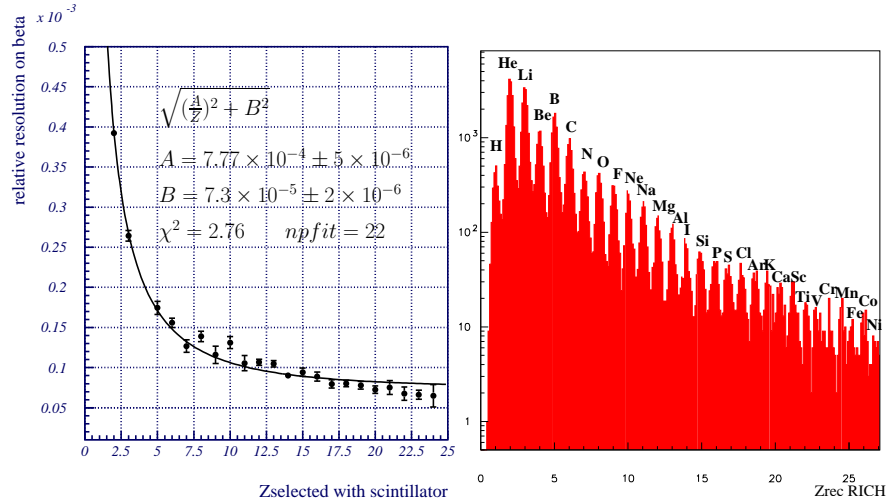 x 10 -3
relative resolution on beta
0.5
0.45
0.4
0.35
0.3
0.25
0.2
0.15
0.1
0.05
√((A/Z)² + B²)
A = 7.77 × 10⁻⁴ ± 5 × 10⁻⁶
B = 7.3 × 10⁻⁵ ± 2 × 10⁻⁶
χ² = 2.76 npfit = 22
0 2.5 5 7.5 10 12.5 15 17.5 20 22.5 25
Zselected with scintillator
10³
10²
10
1
H He Li Be B C N O F Ne Na Mg Al I Si P S Cl Ar K Ca Sc Ti V Cr Mn Fe Co Ni
0 5 10 15 20 25
Zrec RICH